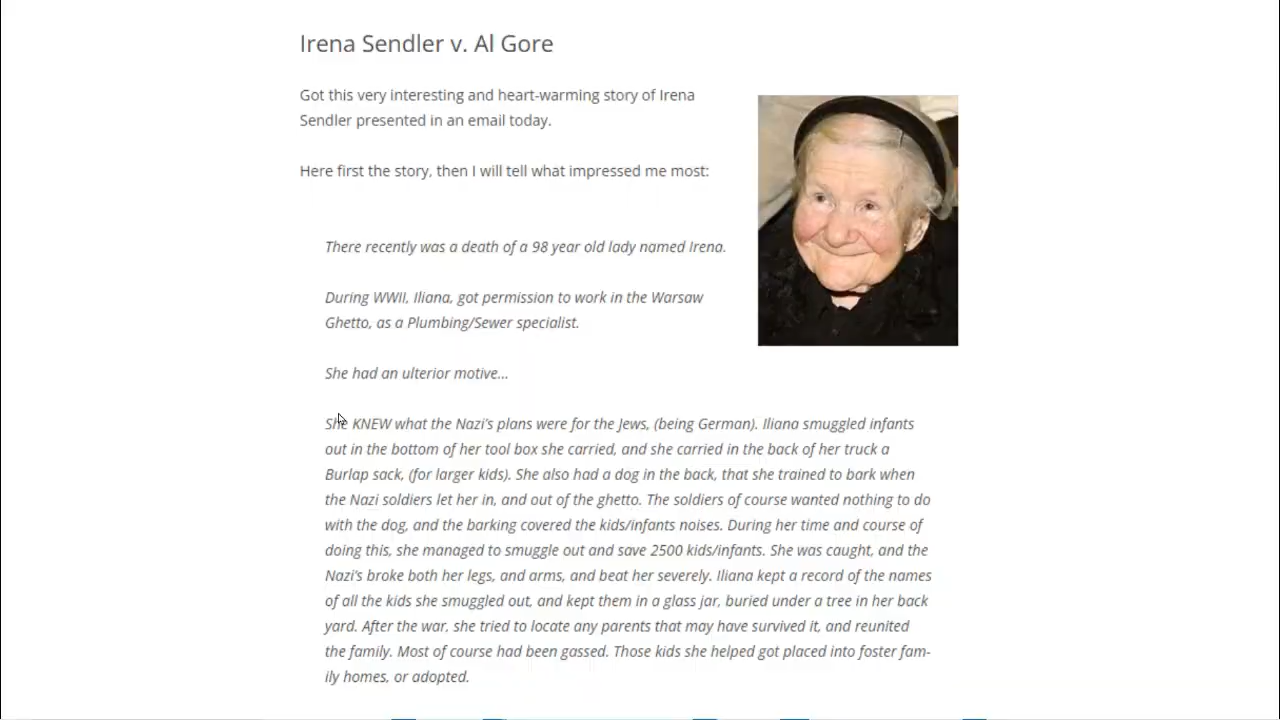 Irena Sendler v. Al Gore
Got this very interesting and heart-warming story of Irena
Sendler presented in an email today.
Here first the story, then I will tell what impressed me most:
There recently was a death of a 98 year old lady named Irena.
During WWII, Iliana, got permission to work in the Warsaw
Ghetto, as a Plumbing/Sewer specialist.
She had an ulterior motive...
She KNEW what the Nazi's plans were for the Jews, (being German). Iliana smuggled infants
out in the bottom of her tool box she carried, and she carried in the back of her truck a
Burlap sack, (for larger kids). She also had a dog in the back, that she trained to bark when
the Nazi soldiers let her in, and out of the ghetto. The soldiers of course wanted nothing to do
with the dog, and the barking covered the kids/infants noises. During her time and course of
doing this, she managed to smuggle out and save 2500 kids/infants. She was caught, and the
Nazi's broke both her legs, and arms, and beat her severely. Iliana kept a record of the names
of all the kids she smuggled out, and kept them in a glass jar, buried under a tree in her back
yard. After the war, she tried to locate any parents that may have survived it, and reunited
the family. Most of course had been gassed. Those kids she helped got placed into foster fam-
ily homes, or adopted.